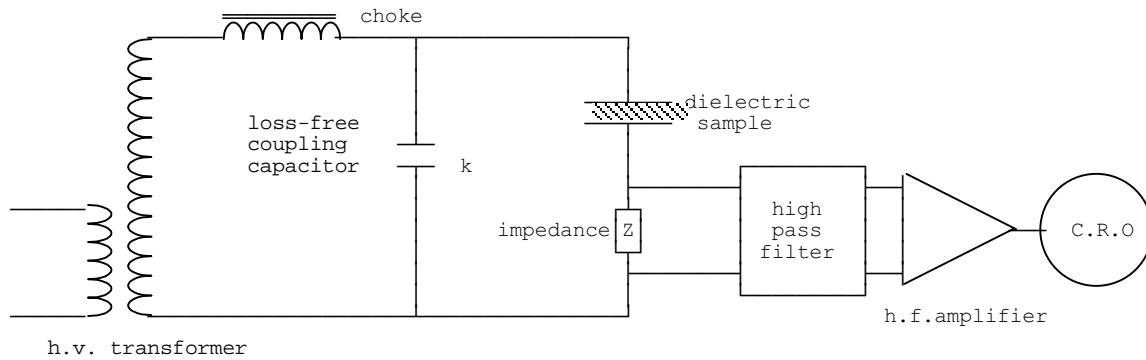 choke
dielectric
sample
loss-free
coupling
capacitor
k
impedance
Z
high
pass
filter
C.R.O
h.f.amplifier
h.v. transformer